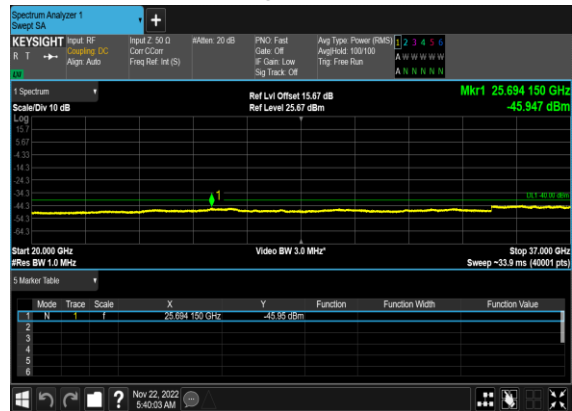 Spectrum Analyzer 1
Swept SA
+
KEYSIGHT
R T
LW
Input: RF
Coupling: DC
Align: Auto
Input Z: 50 Ω
Corr CCorr
Freq Ref: Int (S)
#Atten: 20 dB
PNO: Fast
Gate: Off
IF Gain: Low
Sig Track: Off
Avg Type: Power (RMS)
Avg|Hold: 100/100
Trig: Free Run
1 2 3 4 5 6
A W W W W W
A N N N N N
1 Spectrum
Scale/Div 10 dB
Ref Lvl Offset 15.67 dB
Ref Level 25.67 dBm
Mkr1 25.694 150 GHz
-45.947 dBm
Log
15.7
5.67
-4.33
-14.3
-24.3
-34.3
-44.3
-54.3
-64.3
1
DL1 -40.00 dBm
Start 20.000 GHz
#Res BW 1.0 MHz
Video BW 3.0 MHz*
Stop 37.000 GHz
Sweep ~33.9 ms (40001 pts)
5 Marker Table
Mode Trace Scale X Y Function Function Width Function Value
1 N 1 f 25.694 150 GHz -45.95 dBm
2
3
4
5
6
?
Nov 22, 2022
5:40:03 AM